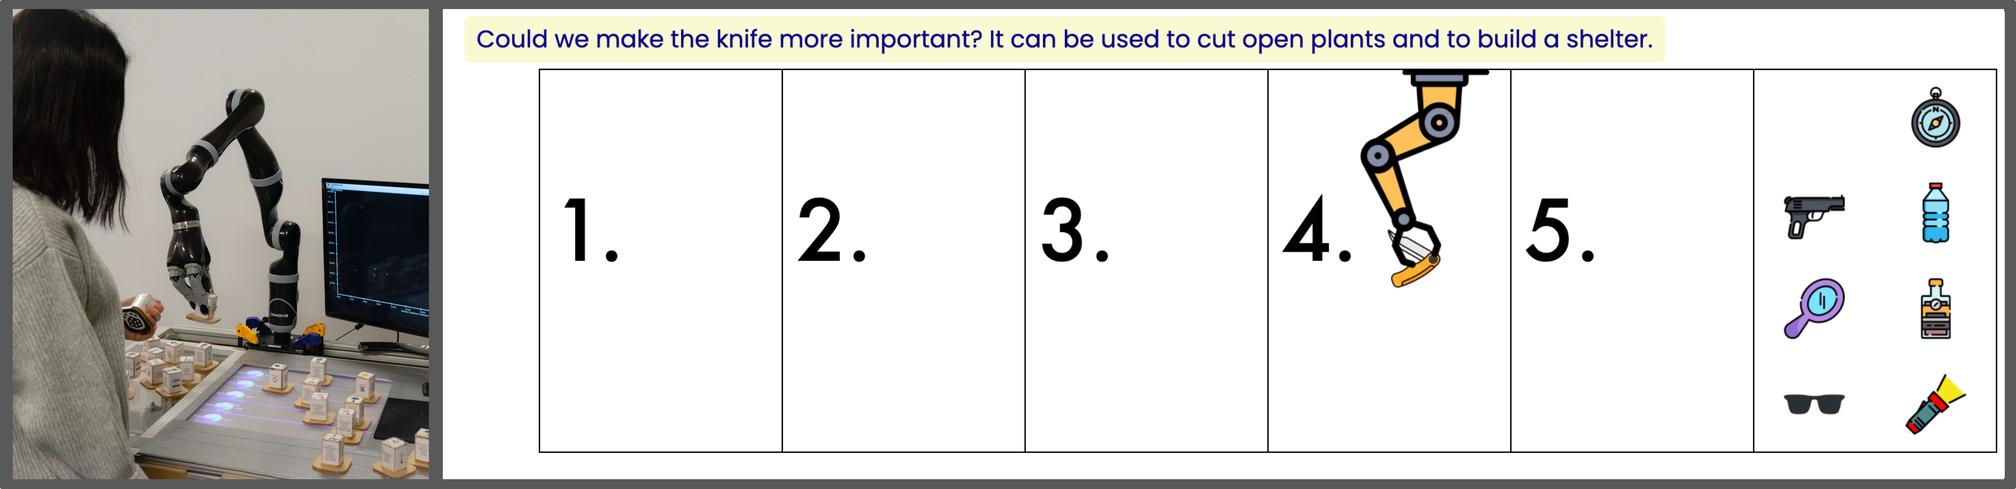 Could we make the knife more important? It can be used to cut open plants and to build a shelter.
1. 2. 3. 4. 5.
N